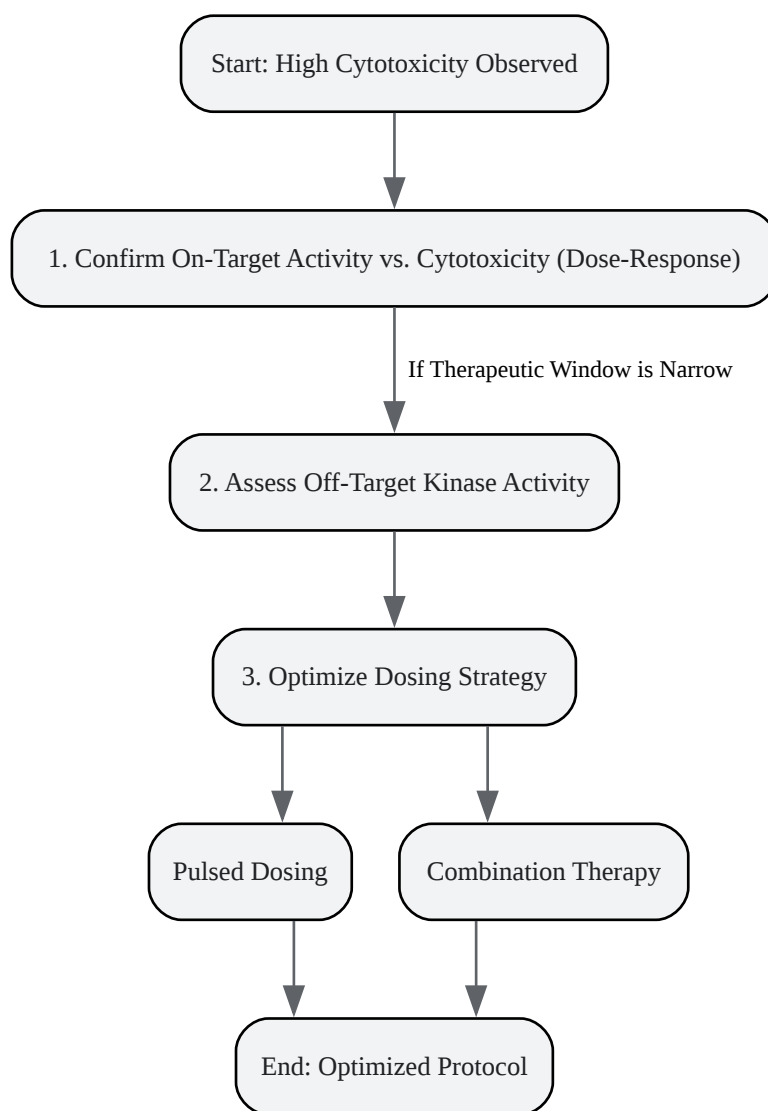 Start: High Cytotoxicity Observed
1. Confirm On-Target Activity vs. Cytotoxicity (Dose-Response)
If Therapeutic Window is Narrow
2. Assess Off-Target Kinase Activity
3. Optimize Dosing Strategy
Pulsed Dosing
Combination Therapy
End: Optimized Protocol